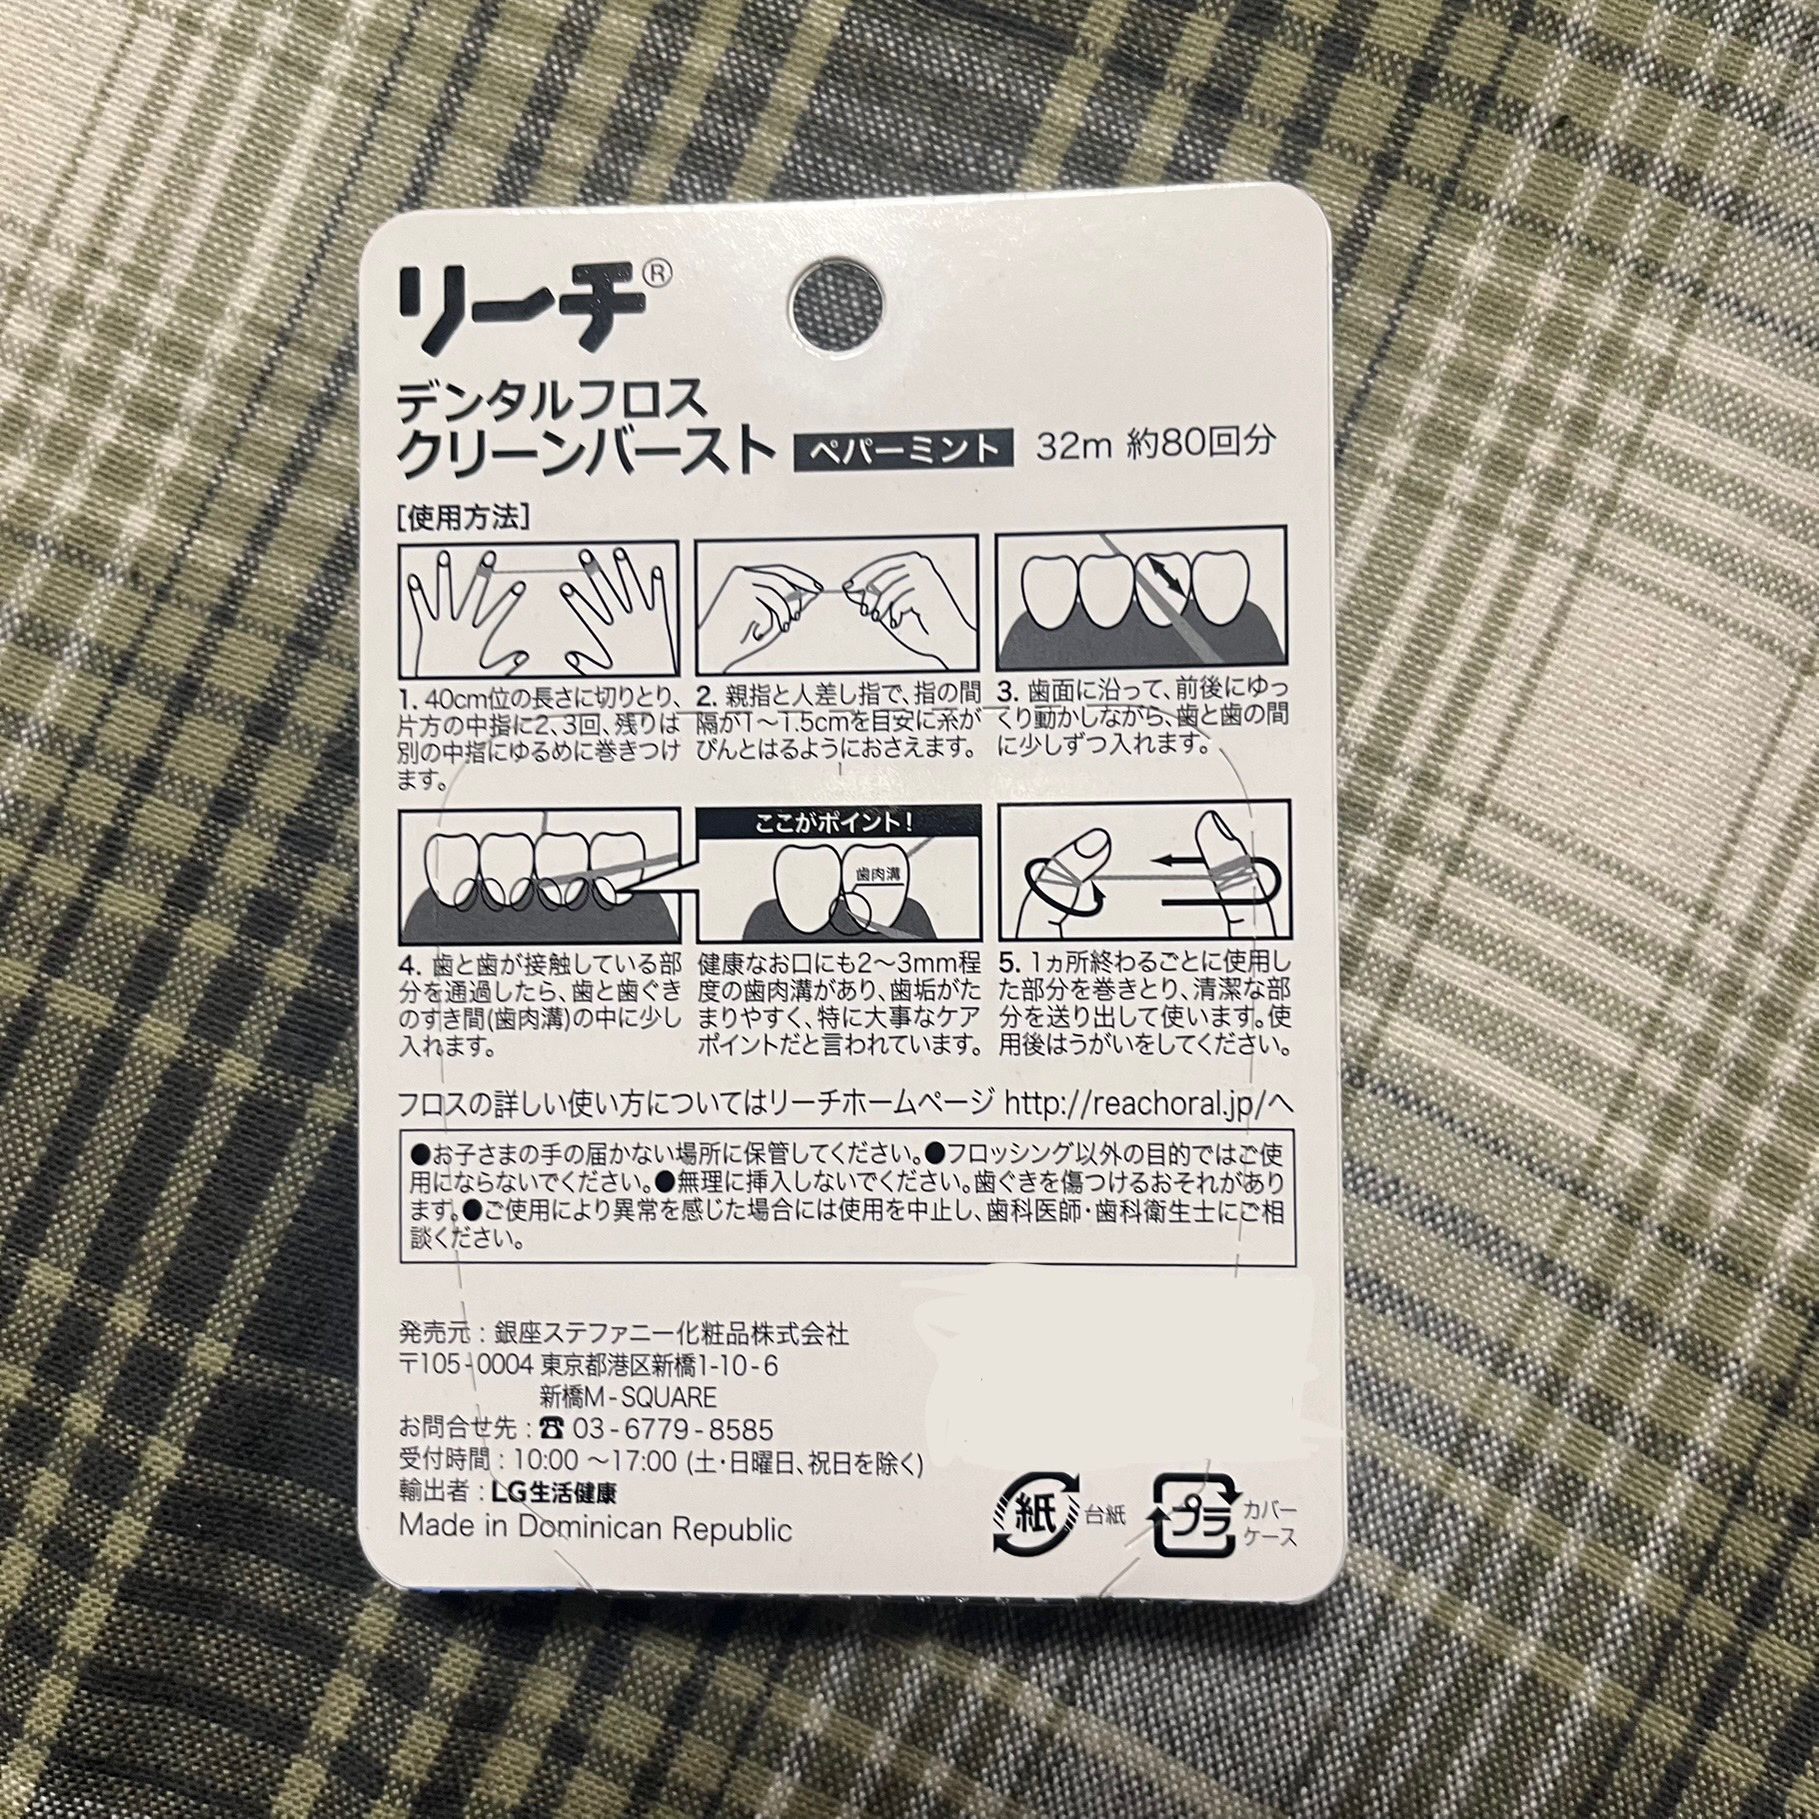 リーチ®
デンタルフロス
クリーンバースト ペパーミント 32m 約80回分
[使用方法]
1. 40cm位の長さに切りとり、
片方の中指に2、3回、残りは
別の中指にゆるめに巻きつけ
ます。
2. 親指と人差し指で、指の間
隔が1〜1.5cmを目安に糸が
ぴんとはるようにおさえます。
3. 歯面に沿って、前後にゆっ
くり動かしながら、歯と歯の間
に少しずつ入れます。
4. 歯と歯が接触している部
分を通過したら、歯と歯ぐき
のすき間(歯肉溝)の中に少し
入れます。
ここがポイント!
歯肉溝
健康なお口にも2〜3mm程
度の歯肉溝があり、歯垢がた
まりやすく、特に大事なケア
ポイントだと言われています。
5. 1ヵ所終わるごとに使用し
た部分を巻きとり、清潔な部
分を送り出して使います。使
用後はうがいをしてください。
フロスの詳しい使い方についてはリーチホームページ http://reachoral.jp/へ
●お子さまの手の届かない場所に保管してください。●フロッシング以外の目的ではご使
用にならないでください。●無理に挿入しないでください。歯ぐきを傷つけるおそれがあり
ます。●ご使用により異常を感じた場合には使用を中止し、歯科医師・歯科衛生士にご相
談ください。
発売元 : 銀座ステファニー化粧品株式会社
〒105-0004 東京都港区新橋1-10-6
新橋M-SQUARE
お問合せ先 : ☎ 03-6779-8585
受付時間 : 10:00 〜17:00 (土・日曜日、祝日を除く)
輸出者 : LG生活健康
Made in Dominican Republic
紙 台紙
プラ カバー
ケース